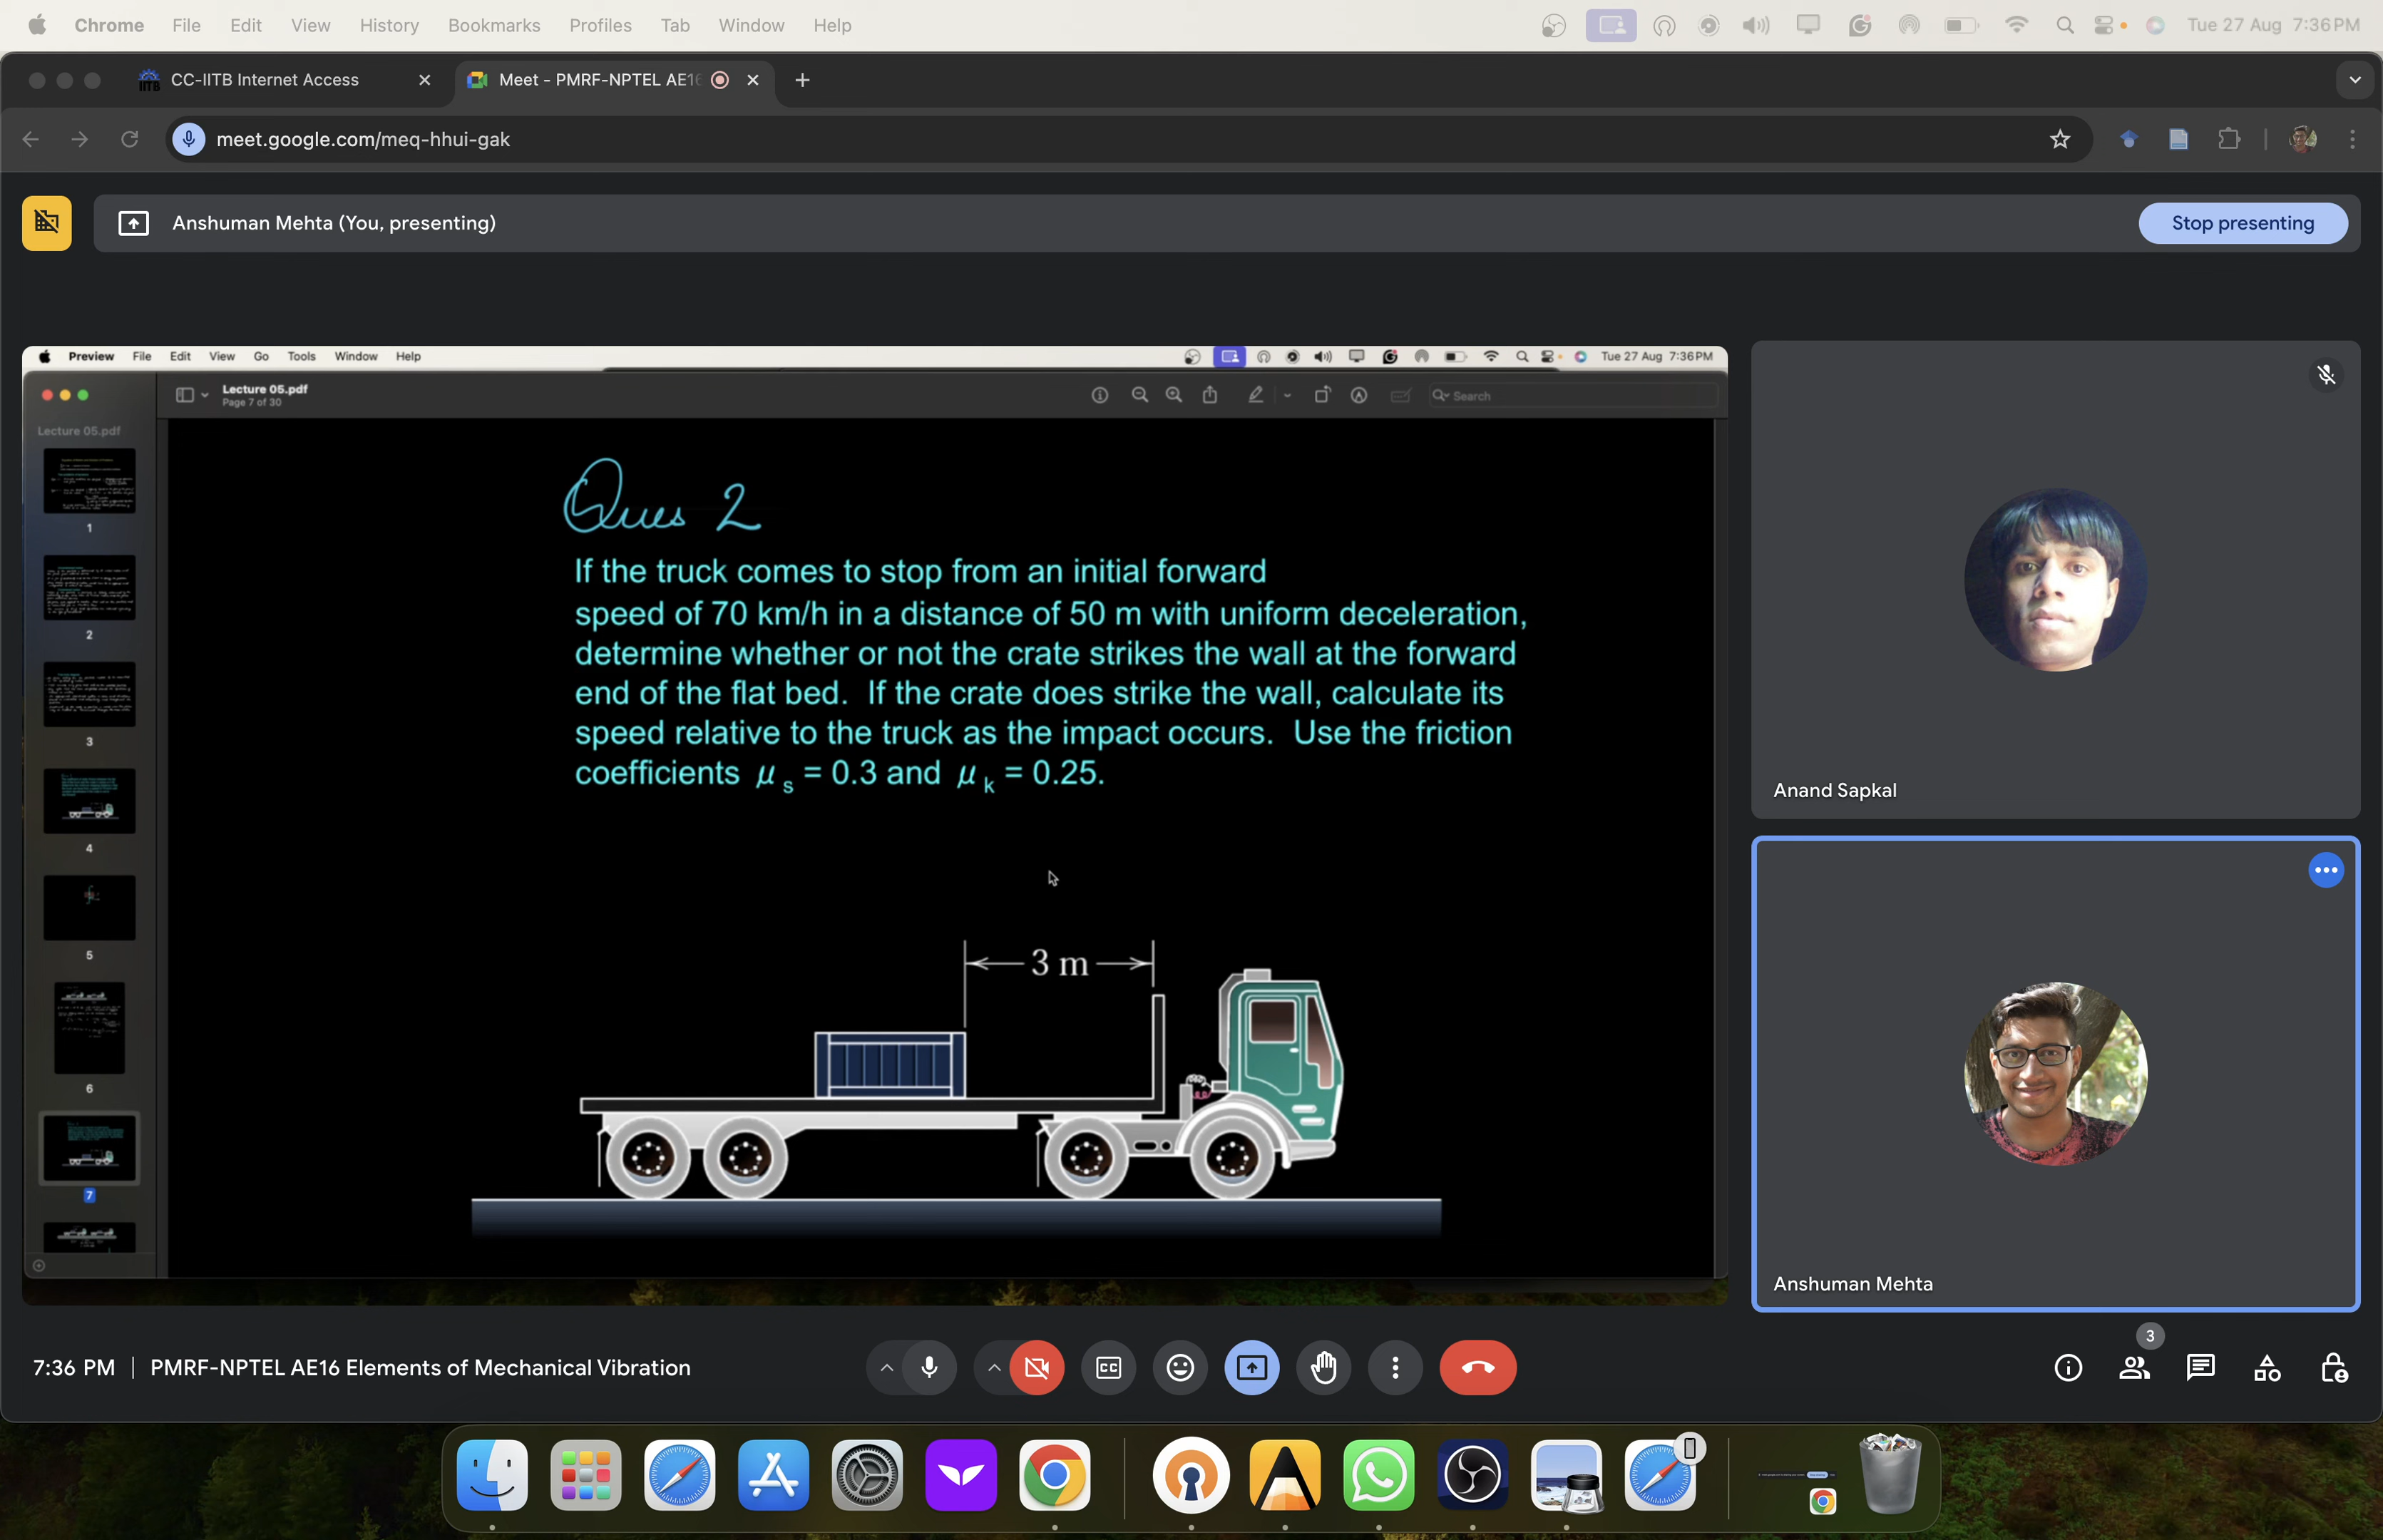 Chrome File Edit View History Bookmarks Profiles Tab Window Help
Tue 27 Aug 7:36 PM
CC-IITB Internet Access
Meet - PMRF-NPTEL AE16
meet.google.com/meq-hhui-gak
Anshuman Mehta (You, presenting)
Stop presenting
Preview File Edit View Go Tools Window Help
Tue 27 Aug 7:36 PM
Lecture 05.pdf
Page 7 of 30
Search
Lecture 05.pdf
1
2
3
4
5
6
7
Ques 2
If the truck comes to stop from an initial forward
speed of 70 km/h in a distance of 50 m with uniform deceleration,
determine whether or not the crate strikes the wall at the forward
end of the flat bed. If the crate does strike the wall, calculate its
speed relative to the truck as the impact occurs. Use the friction
coefficients μ s = 0.3 and μ k = 0.25.
3 m
Anand Sapkal
Anshuman Mehta
7:36 PM | PMRF-NPTEL AE16 Elements of Mechanical Vibration
CC
3